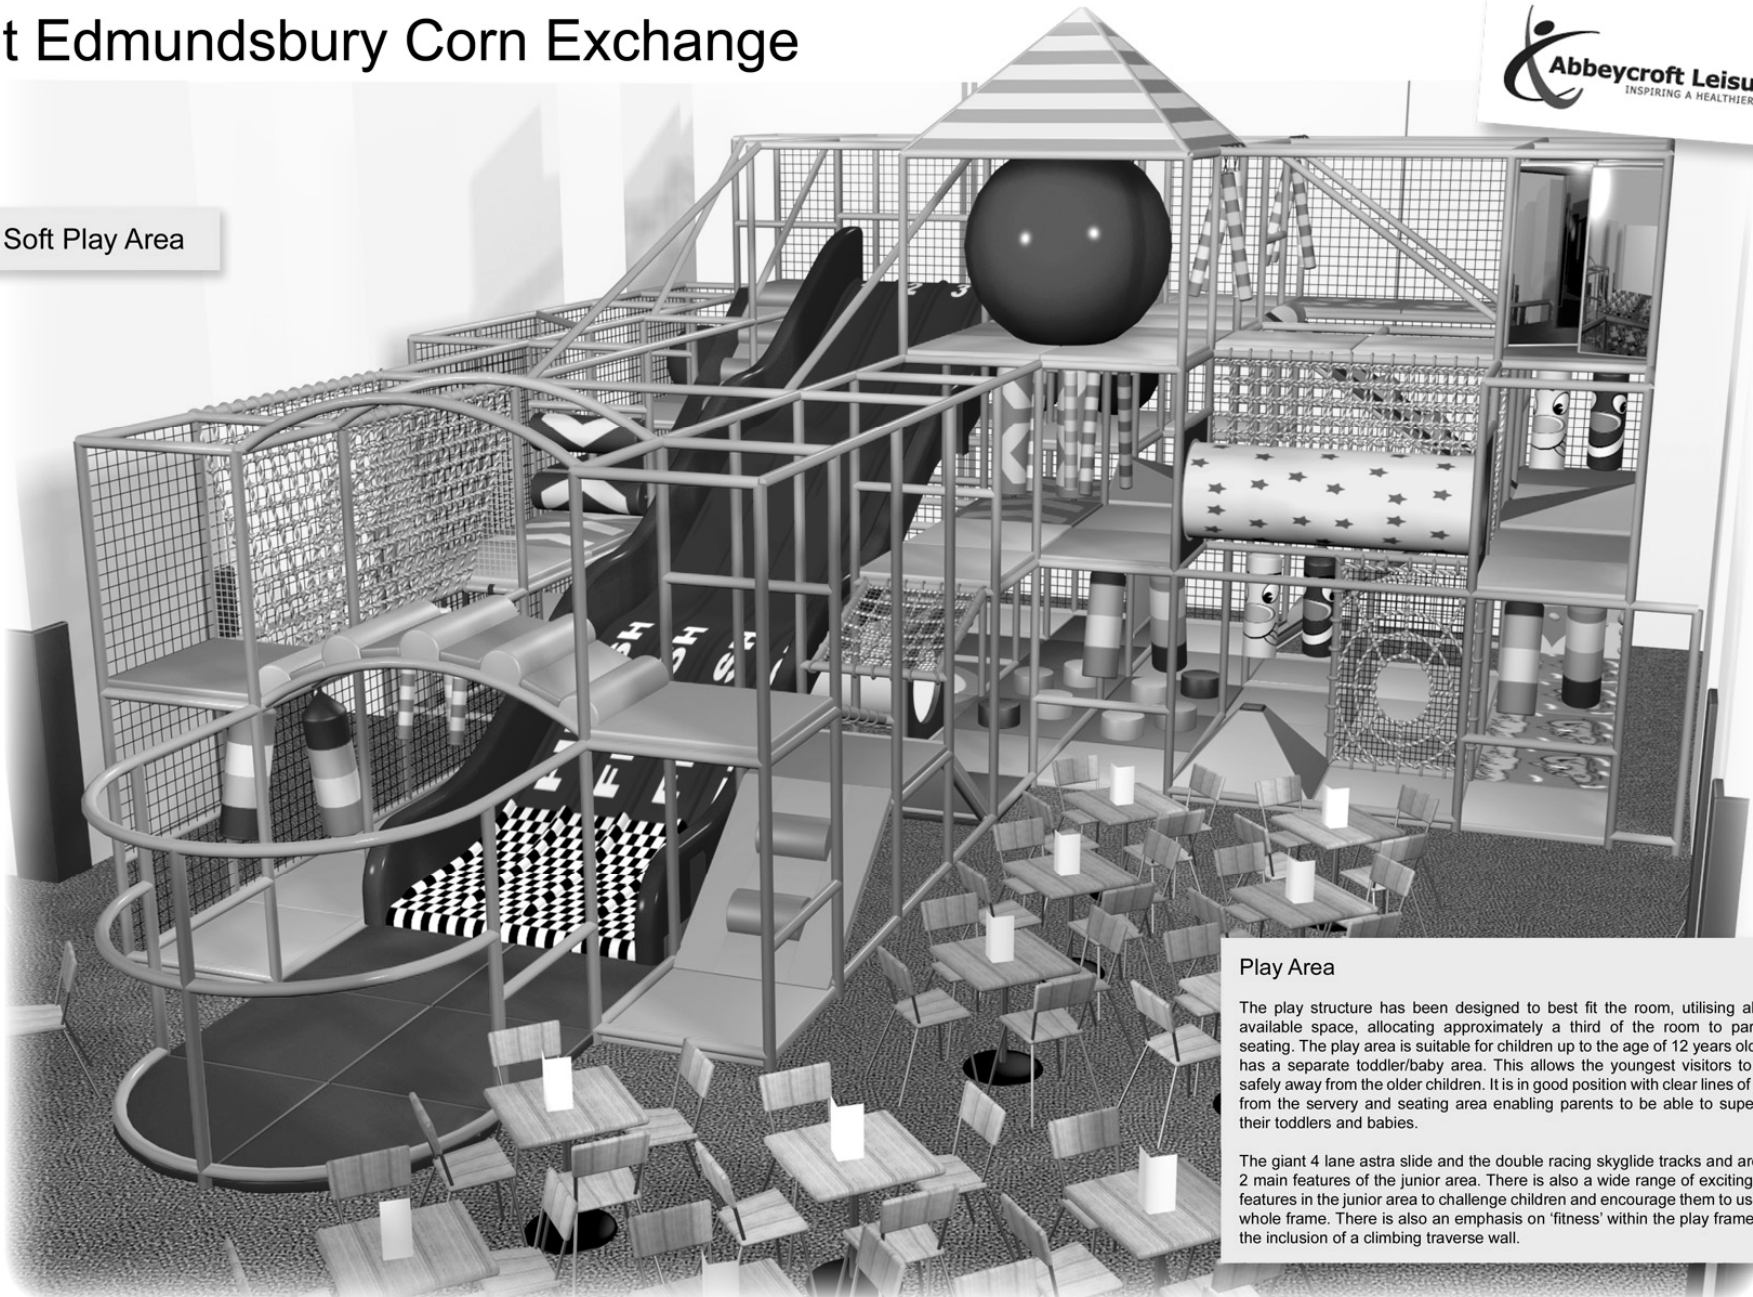 t Edmundsbury Corn Exchange
Abbeycroft Leisu
INSPIRING A HEALTHIER
Soft Play Area
2 3
SH SH SH
FI
Play Area
The play structure has been designed to best fit the room, utilising al
available space, allocating approximately a third of the room to par
seating. The play area is suitable for children up to the age of 12 years old
has a separate toddler/baby area. This allows the youngest visitors to
safely away from the older children. It is in good position with clear lines of
from the servery and seating area enabling parents to be able to supe
their toddlers and babies.
The giant 4 lane astra slide and the double racing skyglide tracks and are
2 main features of the junior area. There is also a wide range of exciting
features in the junior area to challenge children and encourage them to us
whole frame. There is also an emphasis on ‘fitness’ within the play frame
the inclusion of a climbing traverse wall.